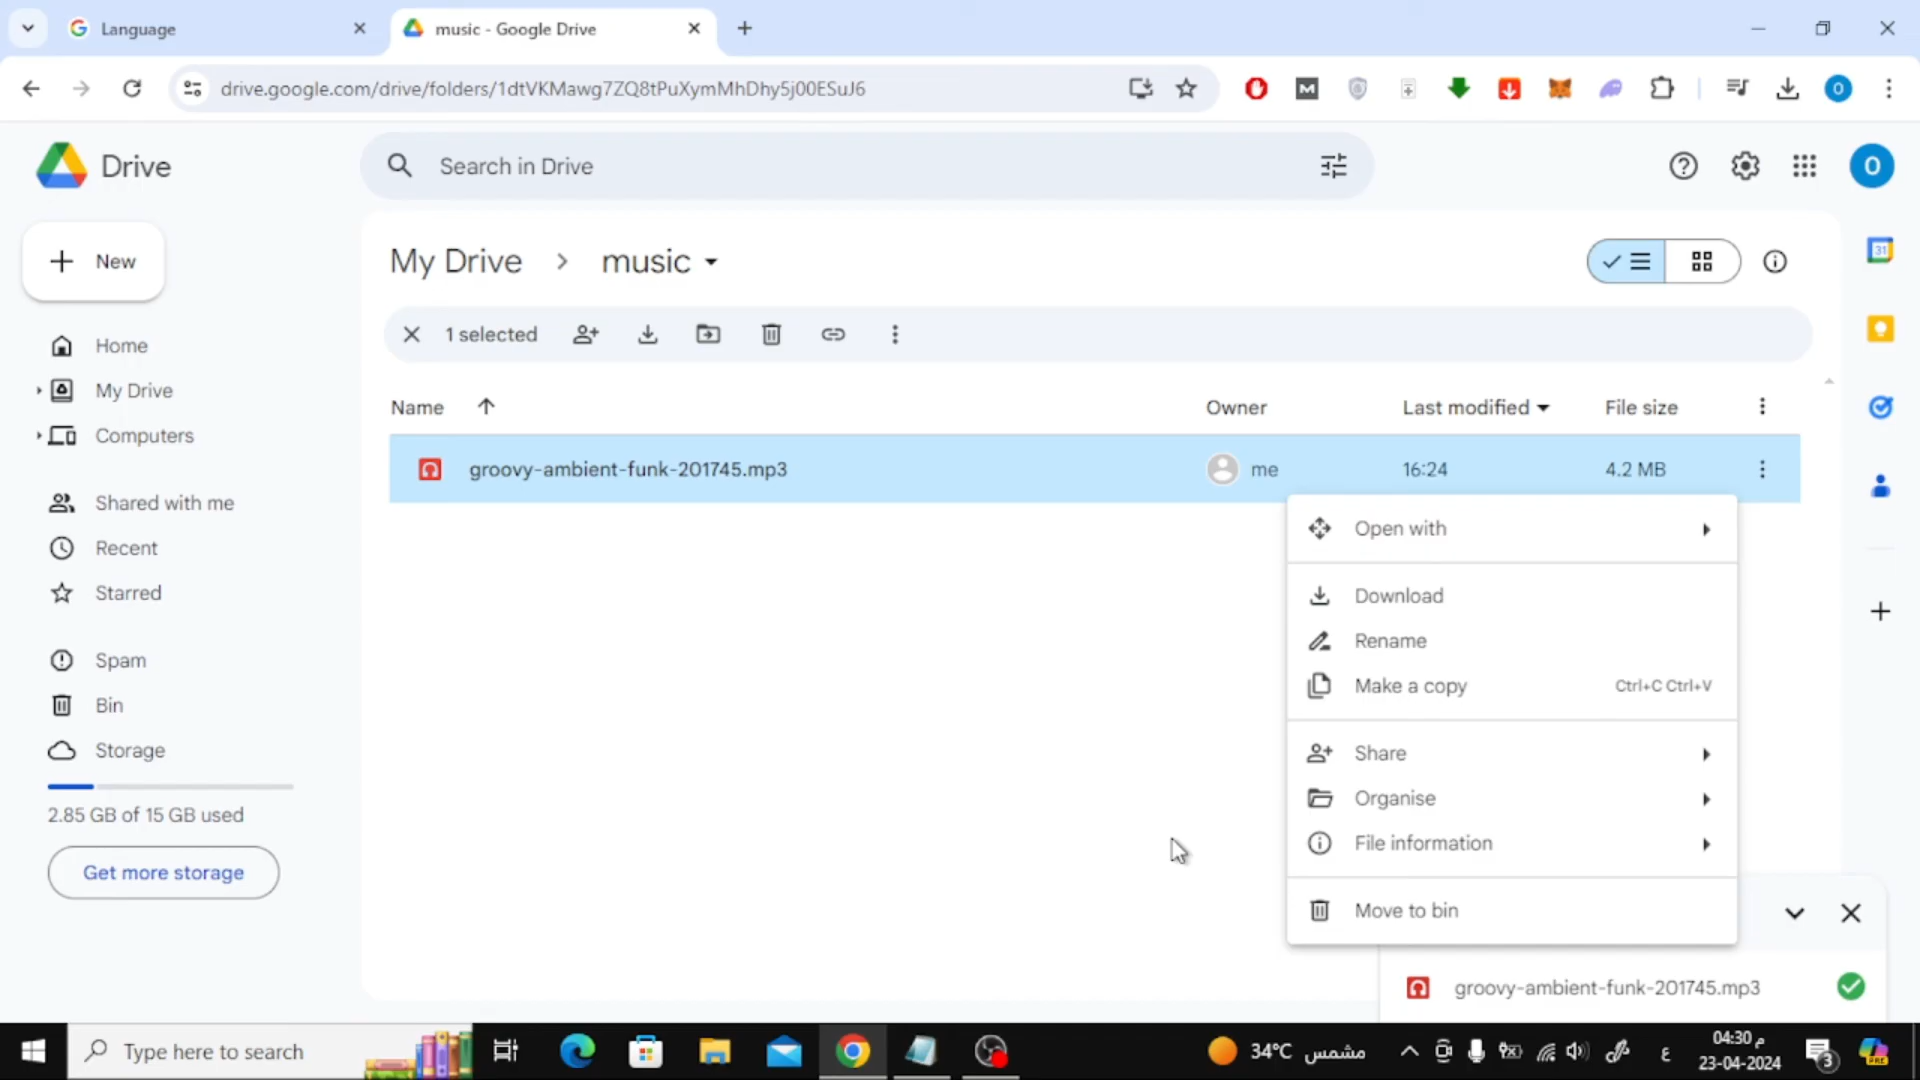 Language
music - Google Drive
drive.google.com/drive/folders/1dtVKMawg7ZQ8tPuXymMhDhy5j00ESuJ6
O
Drive
Search in Drive
O
New
My Drive
music
31
1 selected
Home
My Drive
Computers
Shared with me
Recent
Starred
Spam
Bin
Storage
2.85 GB of 15 GB used
Get more storage
Name
Owner
Last modified
File size
groovy-ambient-funk-201745.mp3
me
16:24
4.2 MB
Open with
Download
Rename
Make a copy
Ctrl+C Ctrl+V
Share
Organise
File information
Move to bin
groovy-ambient-funk-201745.mp3
Type here to search
34°C مشمس
ع
04:30 م
23-04-2024
3
PRE